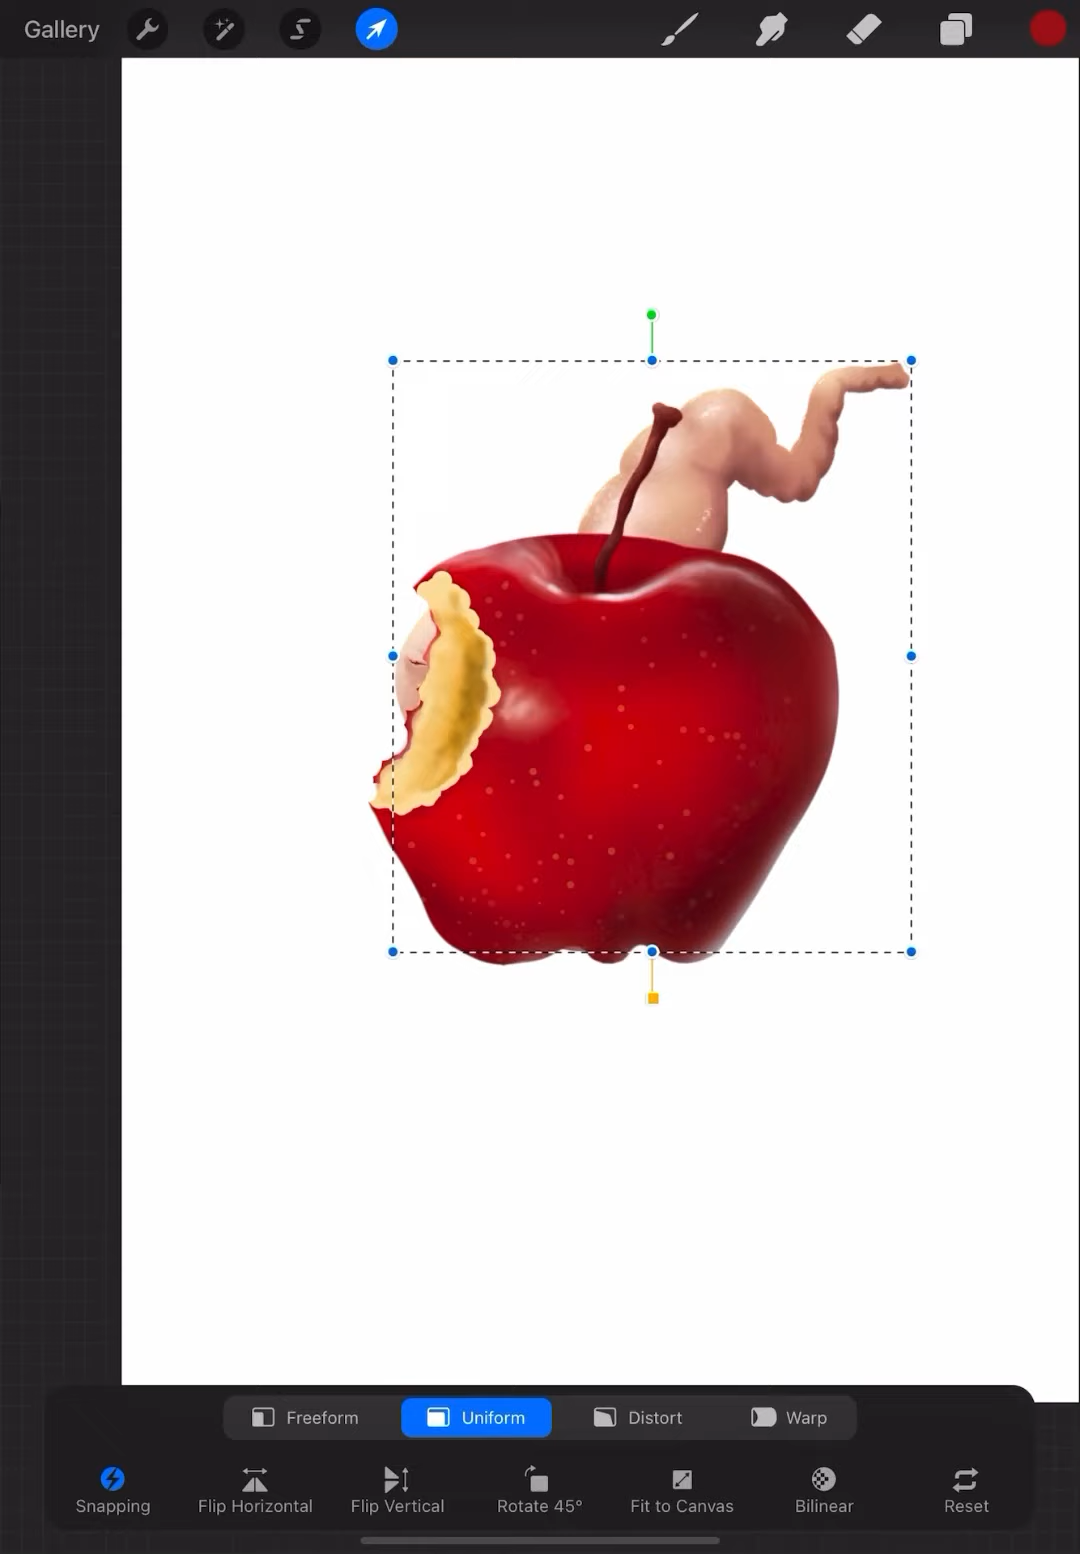 Gallery
Freeform
Uniform
Distort
Warp
Snapping
Flip Horizontal
Flip Vertical
Rotate 45°
Fit to Canvas
Bilinear
Reset